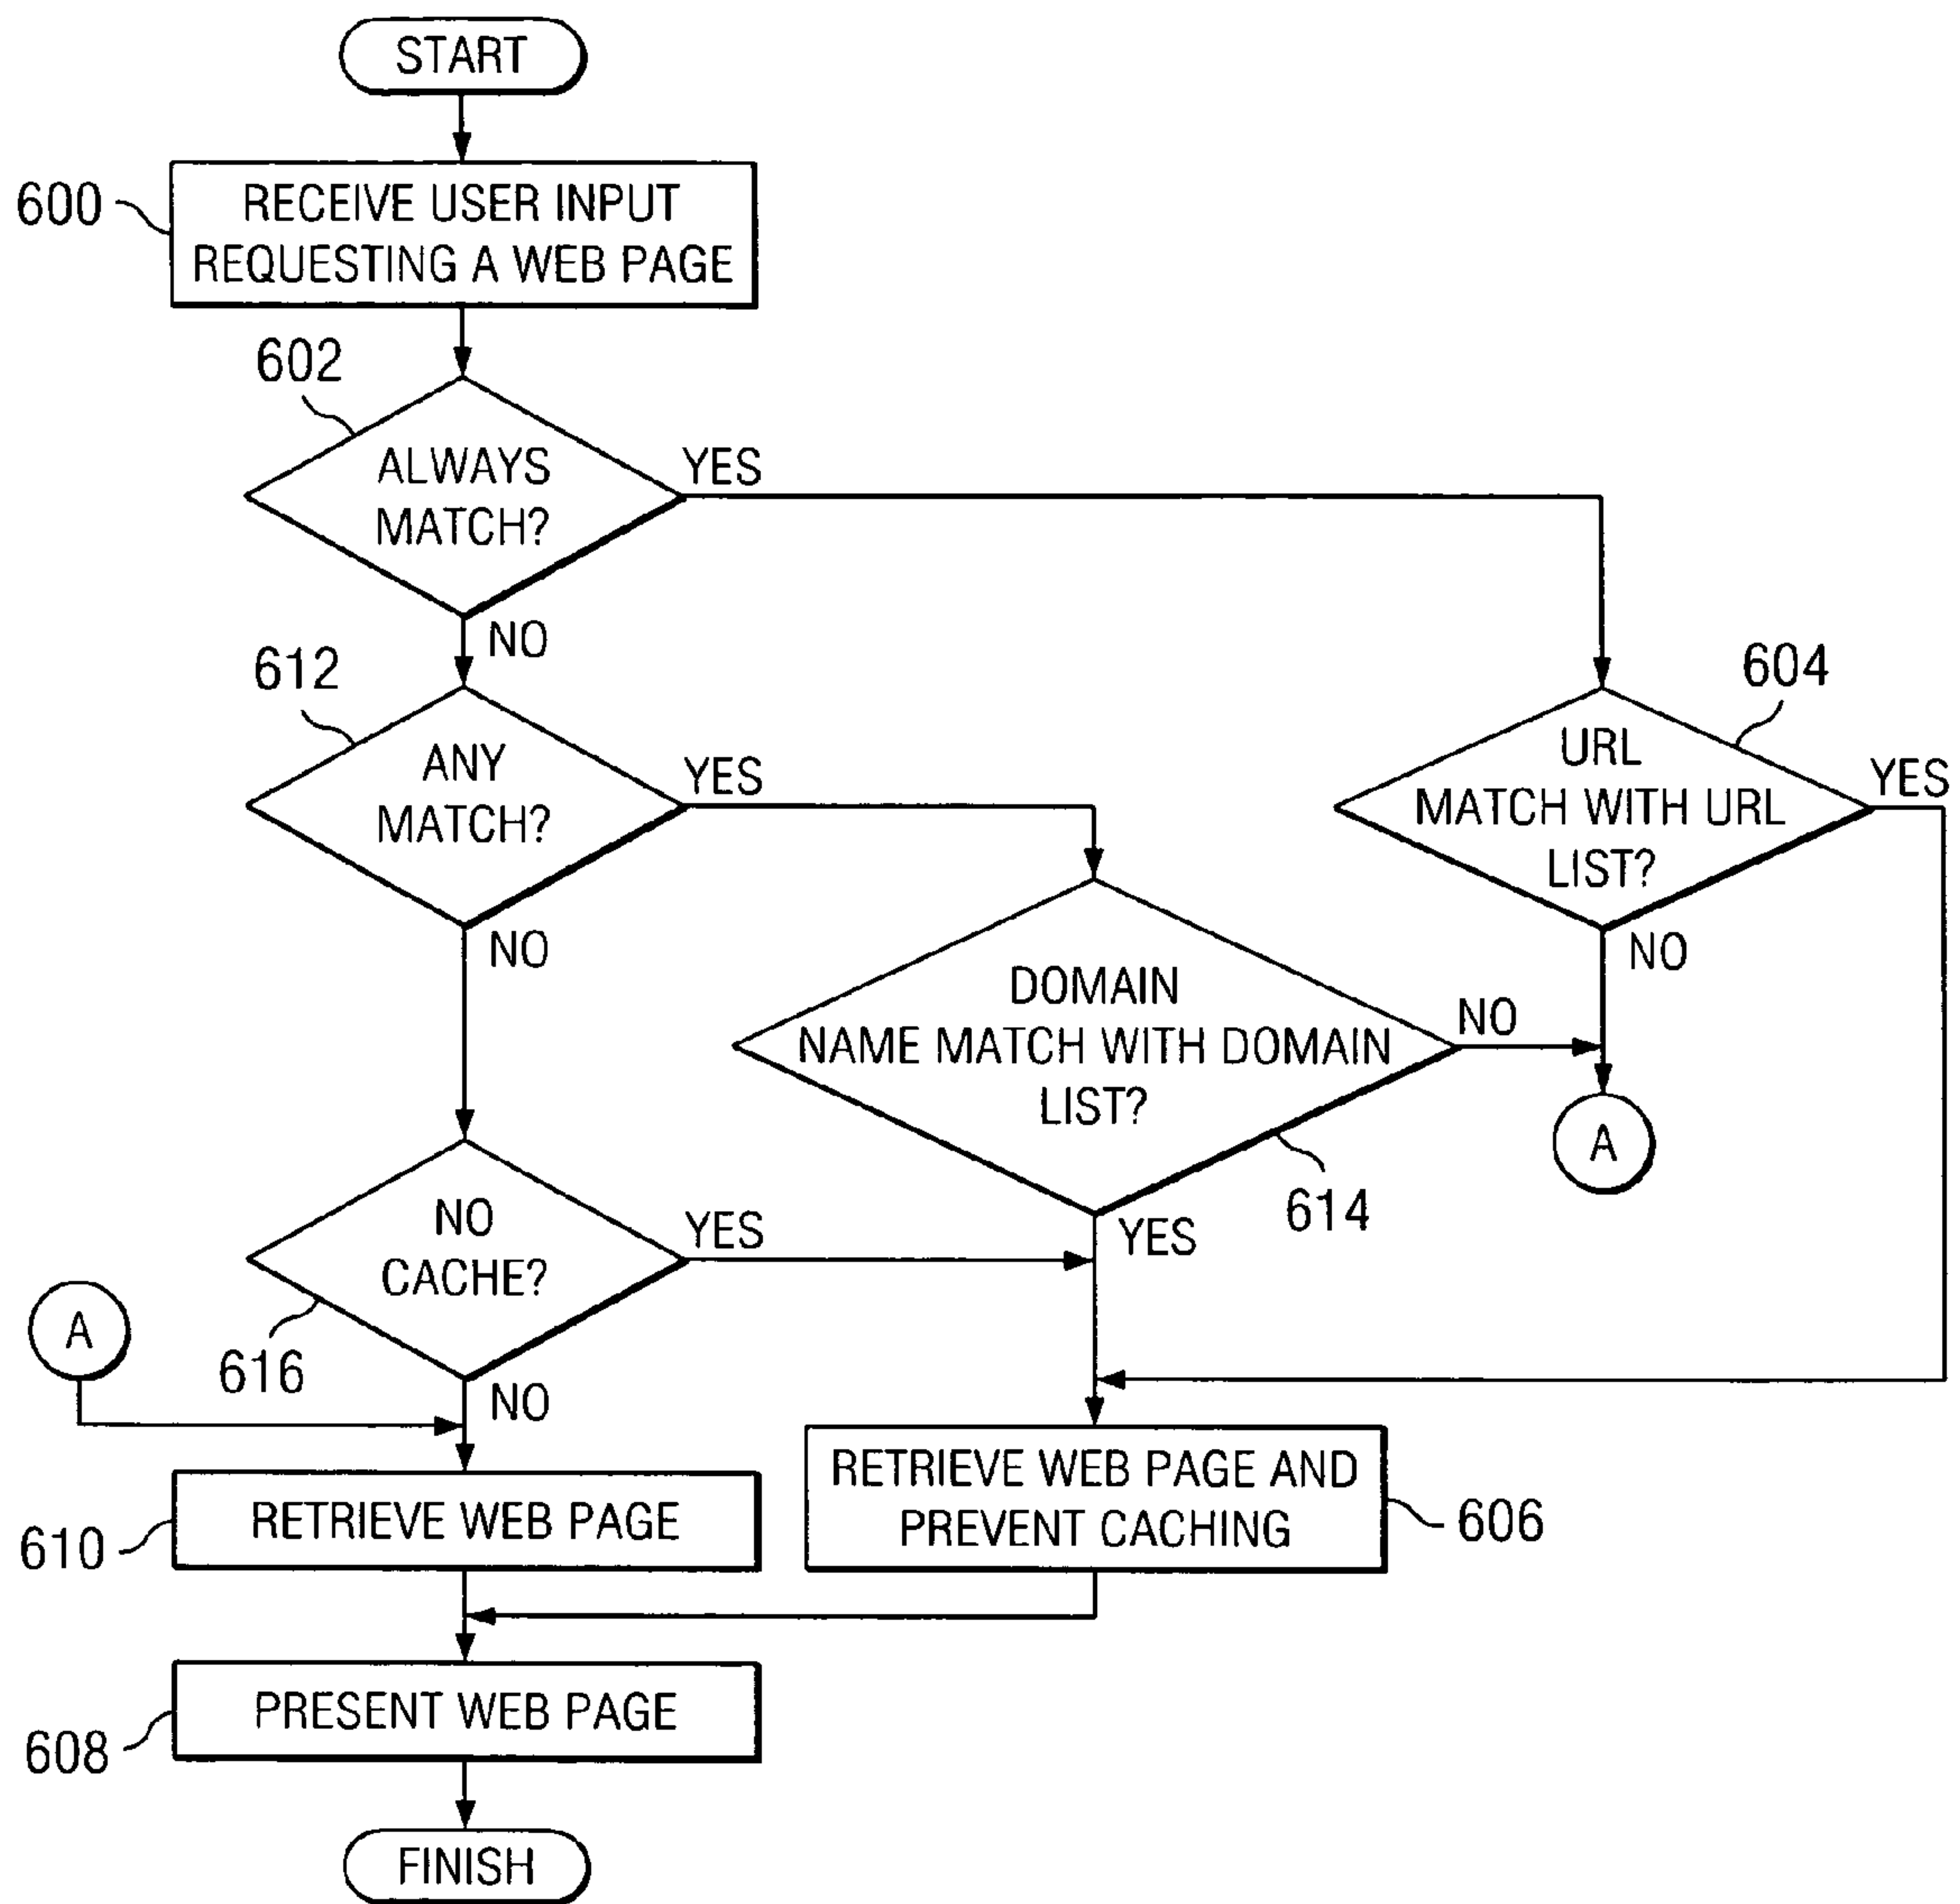 START
600
RECEIVE USER INPUT
REQUESTING A WEB PAGE
602
ALWAYS
MATCH?
YES
NO
612
ANY
MATCH?
YES
NO
604
URL
MATCH WITH URL
LIST?
YES
NO
DOMAIN
NAME MATCH WITH DOMAIN
LIST?
NO
YES
614
A
NO
CACHE?
YES
NO
616
A
RETRIEVE WEB PAGE
610
RETRIEVE WEB PAGE AND
PREVENT CACHING
606
PRESENT WEB PAGE
608
FINISH